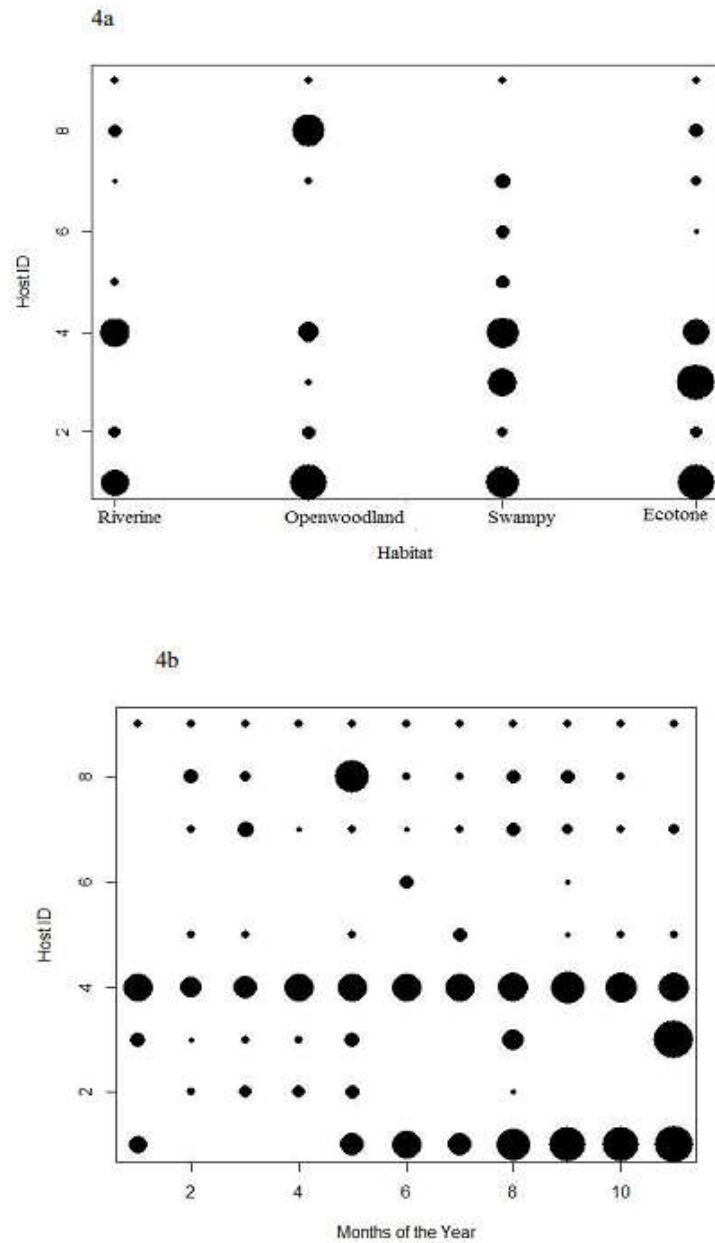 4a
8
6
4
2
Host ID
Riverine Openwoodland Swampy Ecotone
Habitat
4b
8
6
4
2
Host ID
2 4 6 8 10
Months of the Year